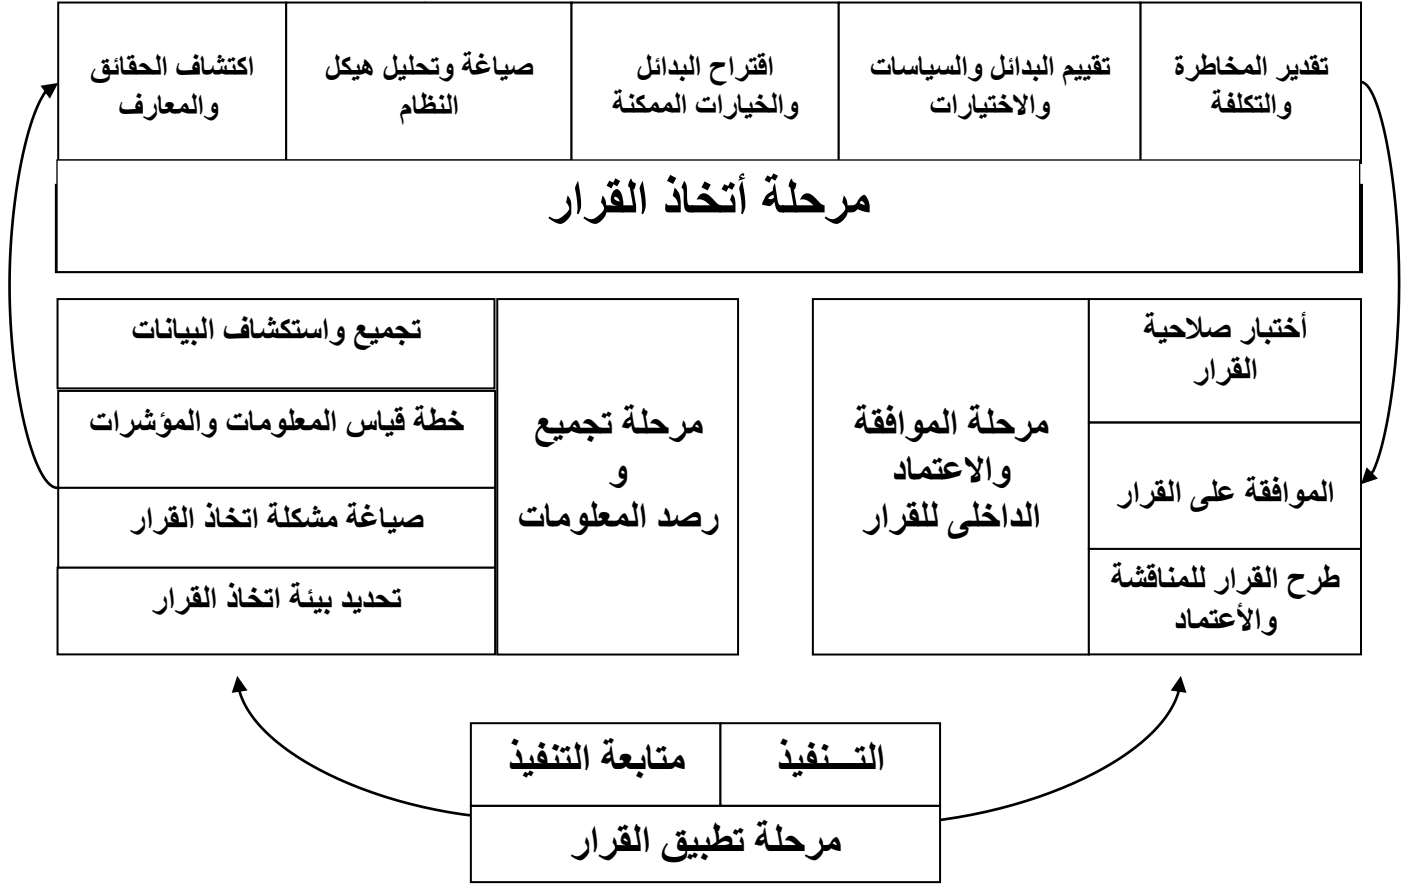 تقدير المخاطرة
والتكلفة
تقييم البدائل والسياسات
والاختيارات
اقتراح البدائل
والخيارات الممكنة
صياغة وتحليل هيكل
النظام
اكتشاف الحقائق
والمعارف
مرحلة أتخاذ القرار
أختبار صلاحية
القرار
الموافقة على القرار
طرح القرار للمناقشة
والأعتماد
مرحلة الموافقة
والاعتماد
الداخلى للقرار
مرحلة تجميع
و
رصد المعلومات
تجميع واستكشاف البيانات
خطة قياس المعلومات والمؤشرات
صياغة مشكلة اتخاذ القرار
تحديد بيئة اتخاذ القرار
التـــنفيذ
متابعة التنفيذ
مرحلة تطبيق القرار